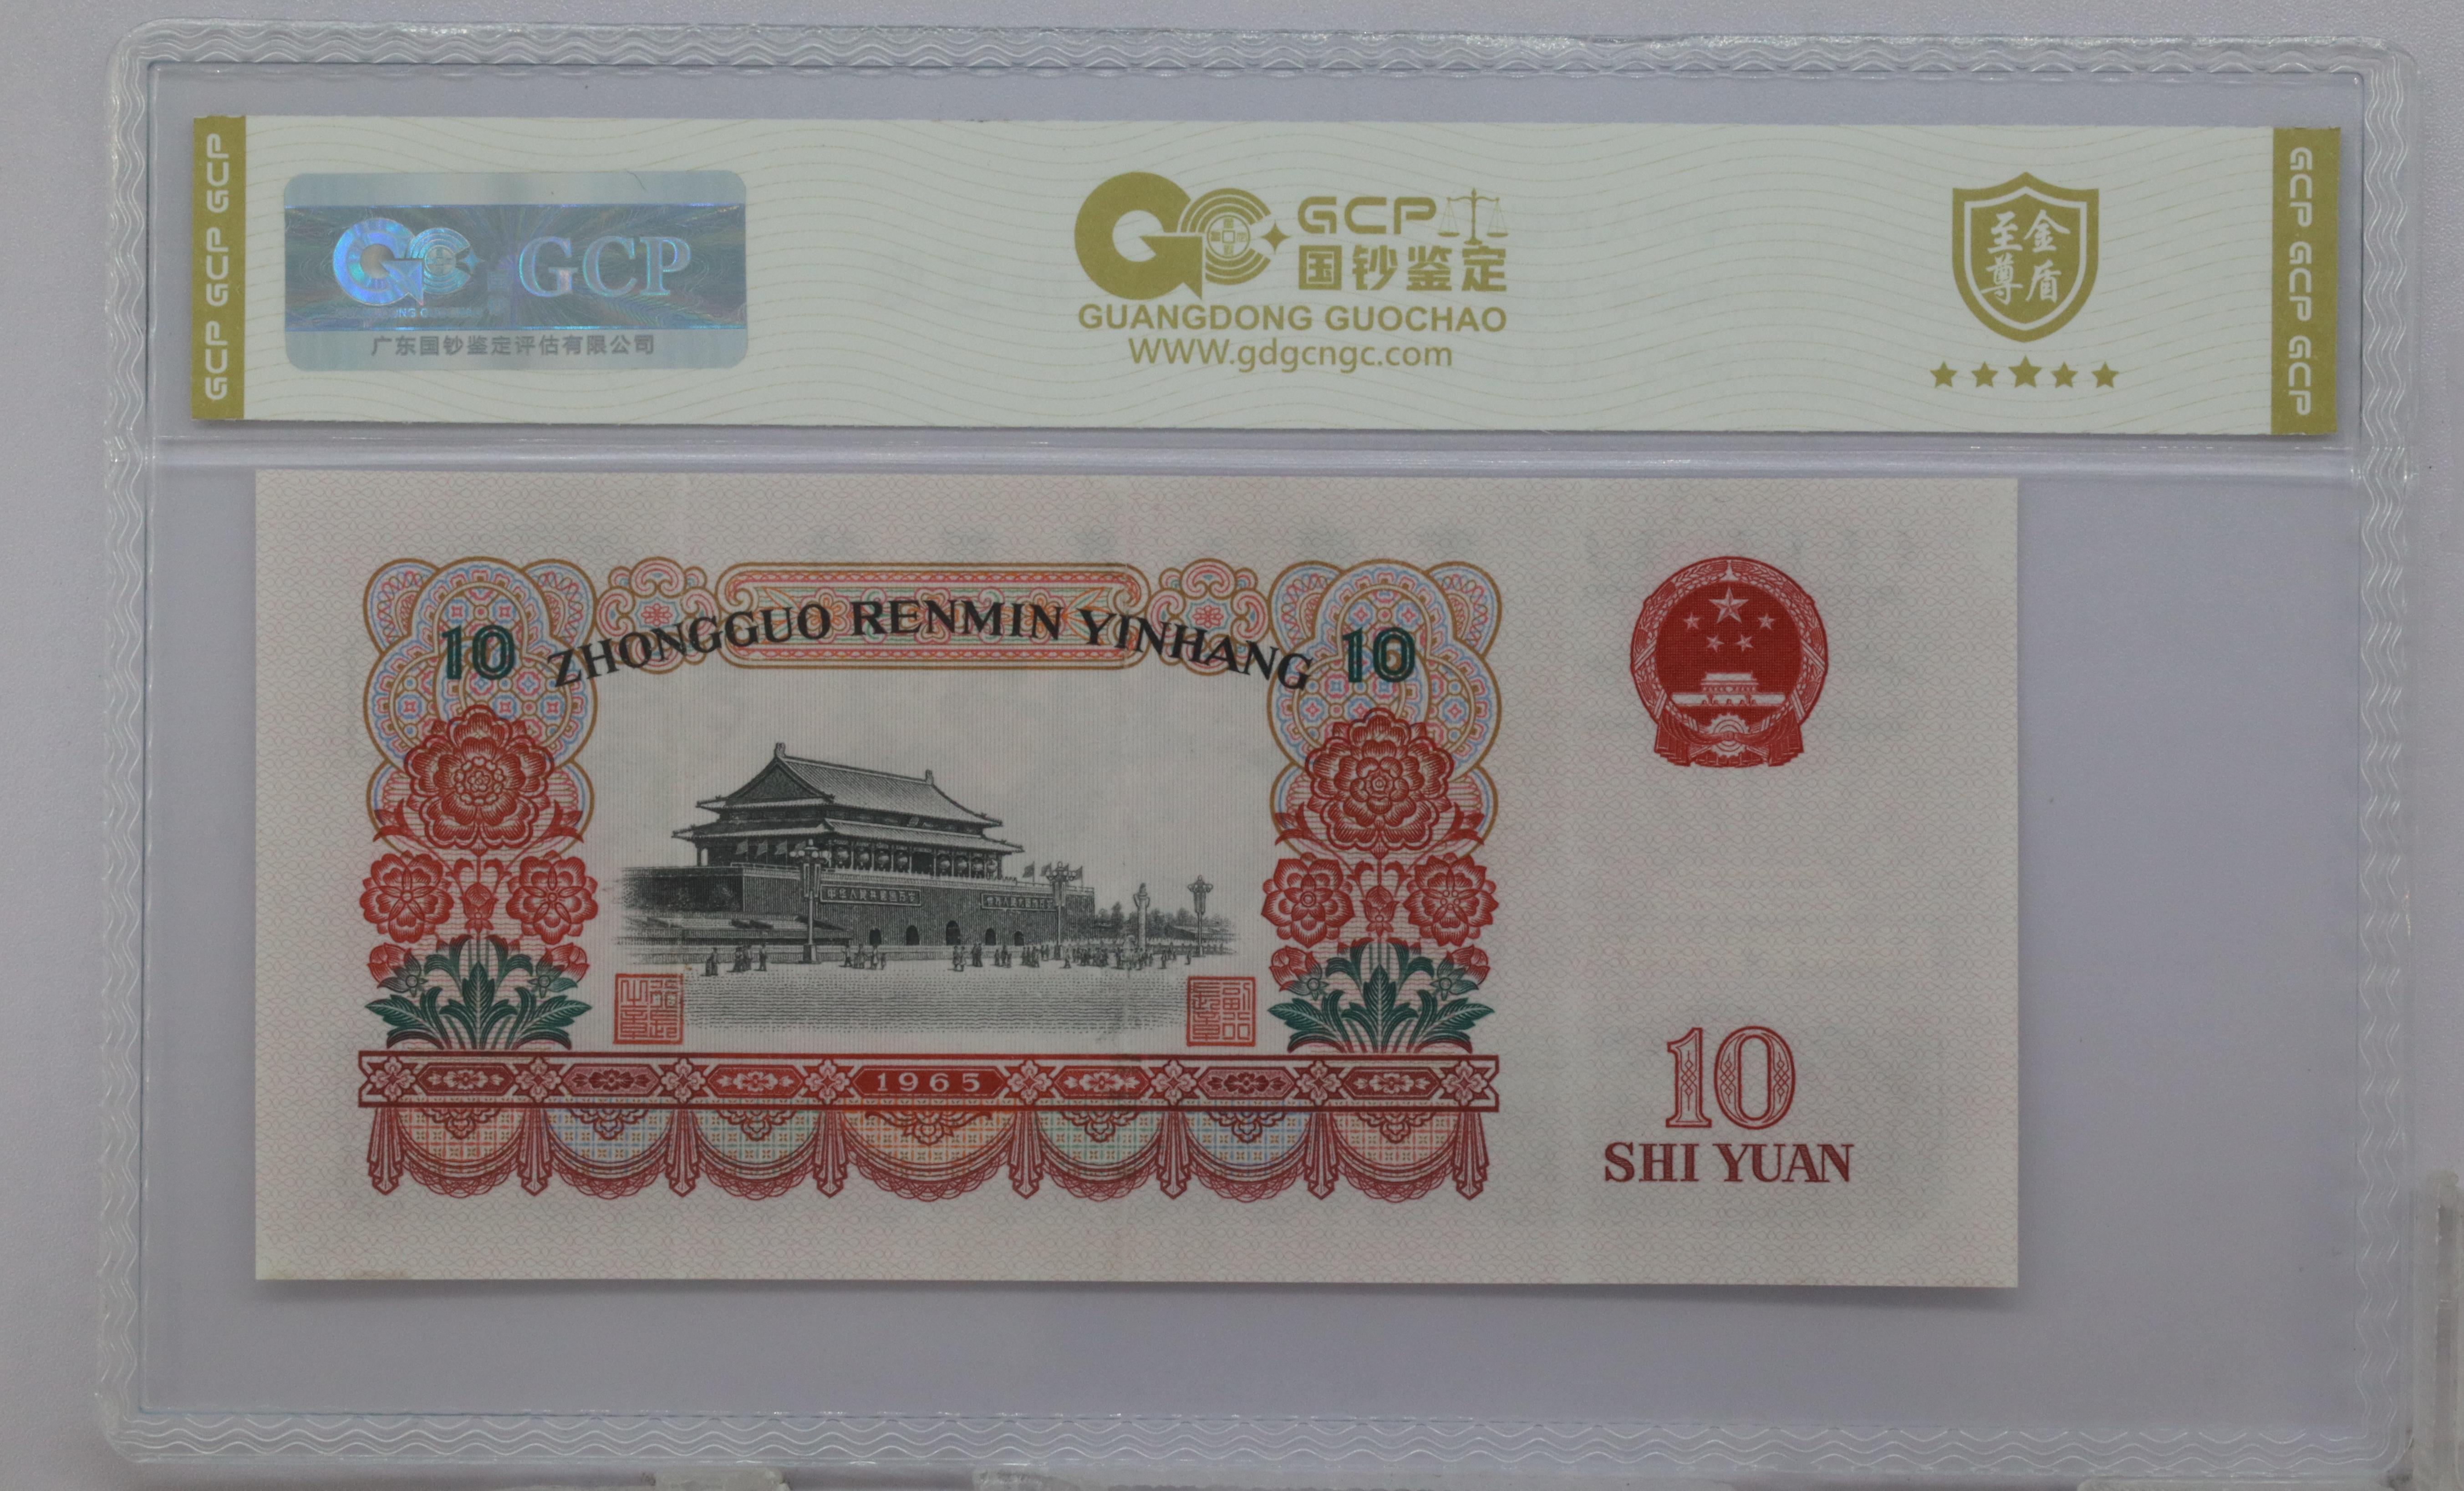 GCP GCP GCP
GCP
广东国钞鉴定评估有限公司
GCP
国钞鉴定
GUANGDONG GUOCHAO
WWW.gdgcngc.com
至尊
金盾
GCP GCP GCP
10 ZHONGGUO RENMIN YINHANG 10
1965
10
SHI YUAN